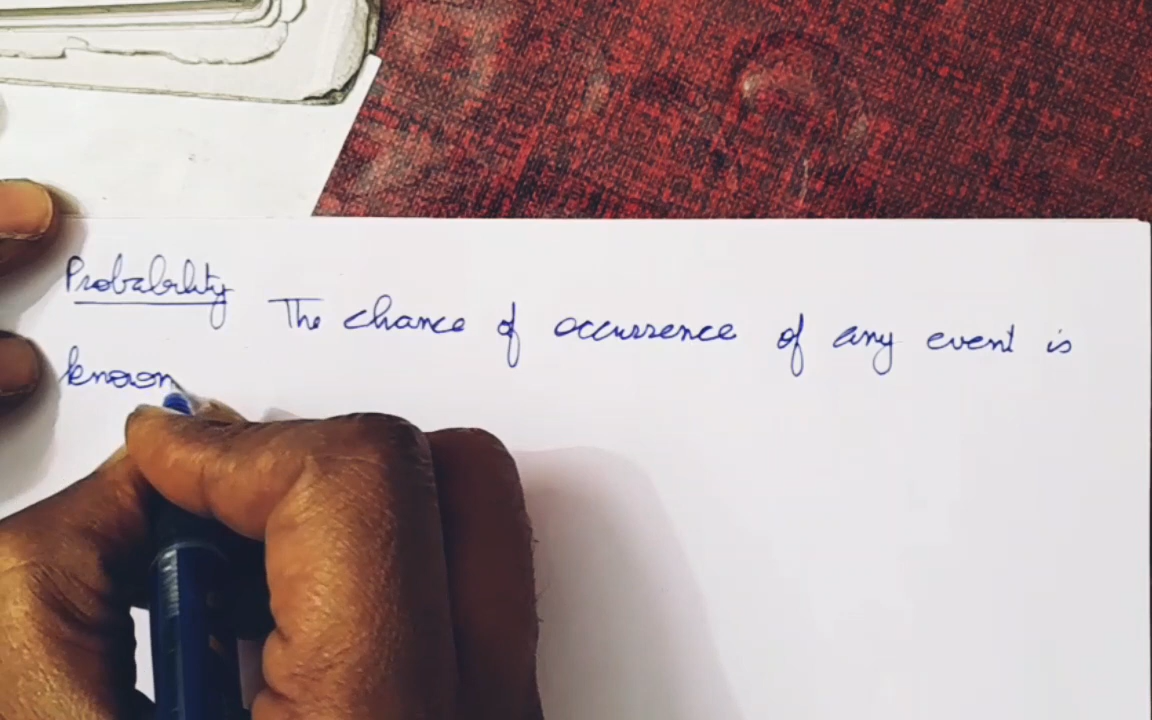 Probability The chance of occurrence of any event is
known